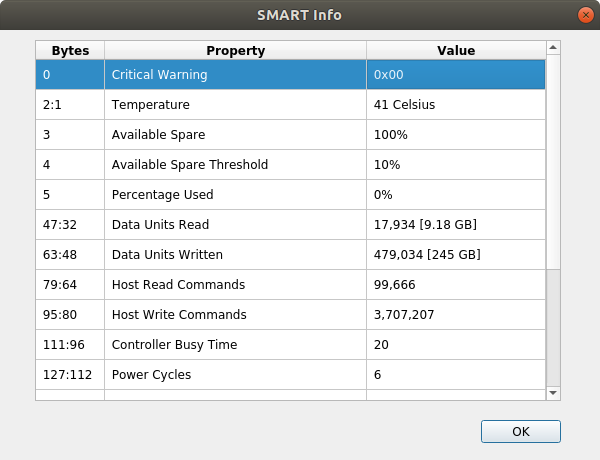 SMART Info
Bytes Property Value
0 Critical Warning 0x00
2:1 Temperature 41 Celsius
3 Available Spare 100%
4 Available Spare Threshold 10%
5 Percentage Used 0%
47:32 Data Units Read 17,934 [9.18 GB]
63:48 Data Units Written 479,034 [245 GB]
79:64 Host Read Commands 99,666
95:80 Host Write Commands 3,707,207
111:96 Controller Busy Time 20
127:112 Power Cycles 6
OK